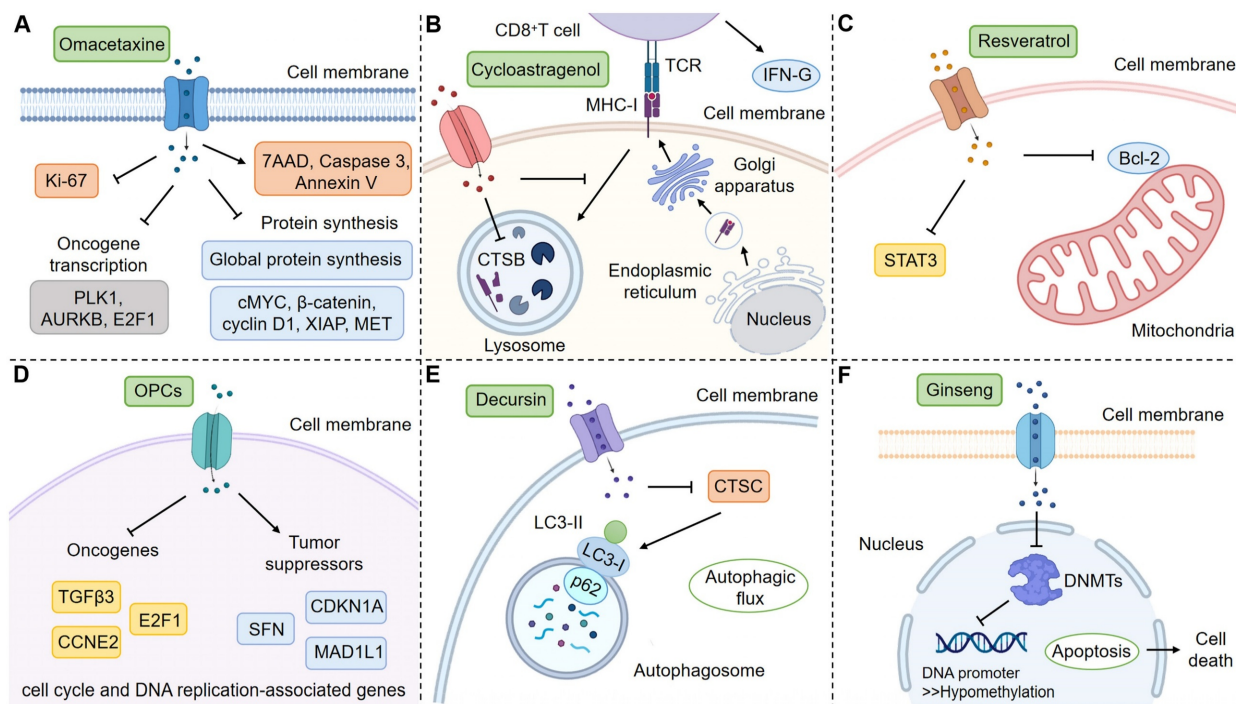 A
Omacetaxine
Cell membrane
Ki-67
7AAD, Caspase 3,
Annexin V
Oncogene
transcription
PLK1,
AURKB, E2F1
Protein synthesis
Global protein synthesis
cMYC, β-catenin,
cyclin D1, XIAP, MET
B
CD8⁺T cell
Cycloastragenol
TCR
IFN-G
MHC-I
Cell membrane
Golgi
apparatus
CTSB
Endoplasmic
reticulum
Nucleus
Lysosome
C
Resveratrol
Cell membrane
Bcl-2
STAT3
Mitochondria
D
OPCs
Cell membrane
Oncogenes
Tumor
suppressors
TGFβ3
E2F1
CCNE2
CDKN1A
SFN
MAD1L1
cell cycle and DNA replication-associated genes
E
Decursin
Cell membrane
CTSC
LC3-II
LC3-I
p62
Autophagic
flux
Autophagosome
F
Ginseng
Cell membrane
Nucleus
DNMTs
DNA promoter
>>Hypomethylation
Apoptosis
Cell
death